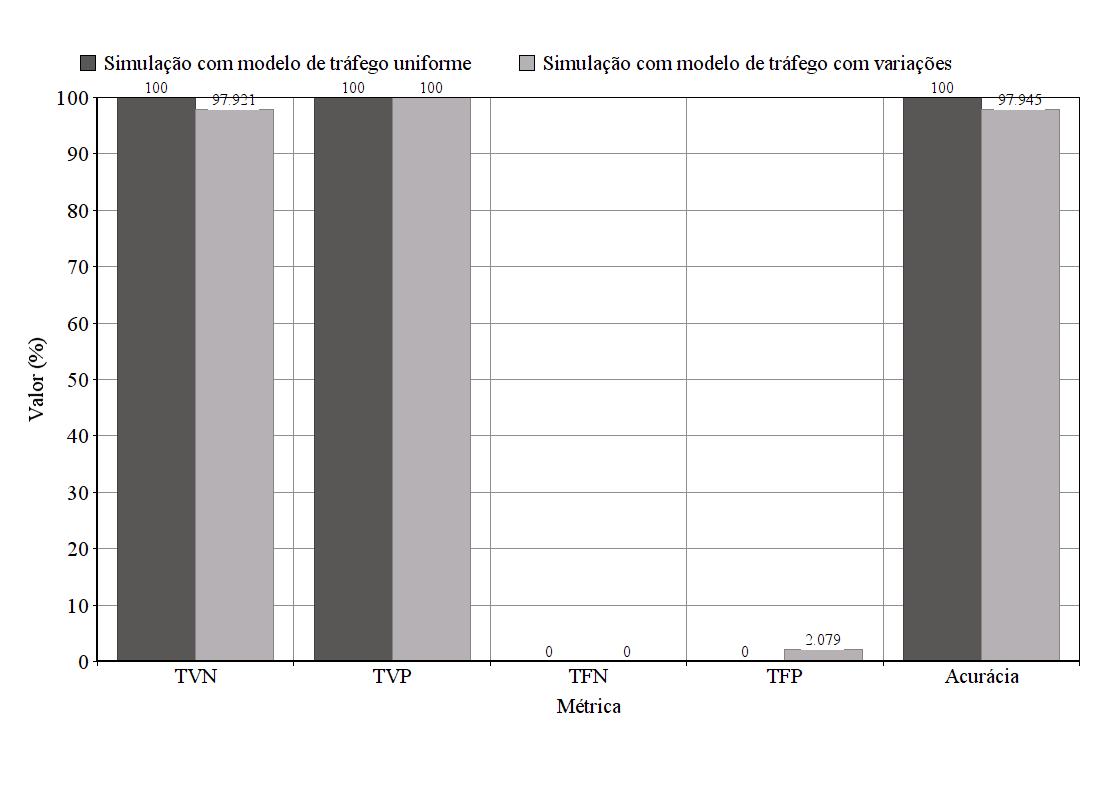 Simulação com modelo de tráfego uniforme Simulação com modelo de tráfego com variações
100 97.921 100 100 100 97.945
100
90
80
70
60
50
40
30
20
10
0
Valor (%)
0 0 0 2.079
TVN TVP TFN TFP Acurácia
Métrica